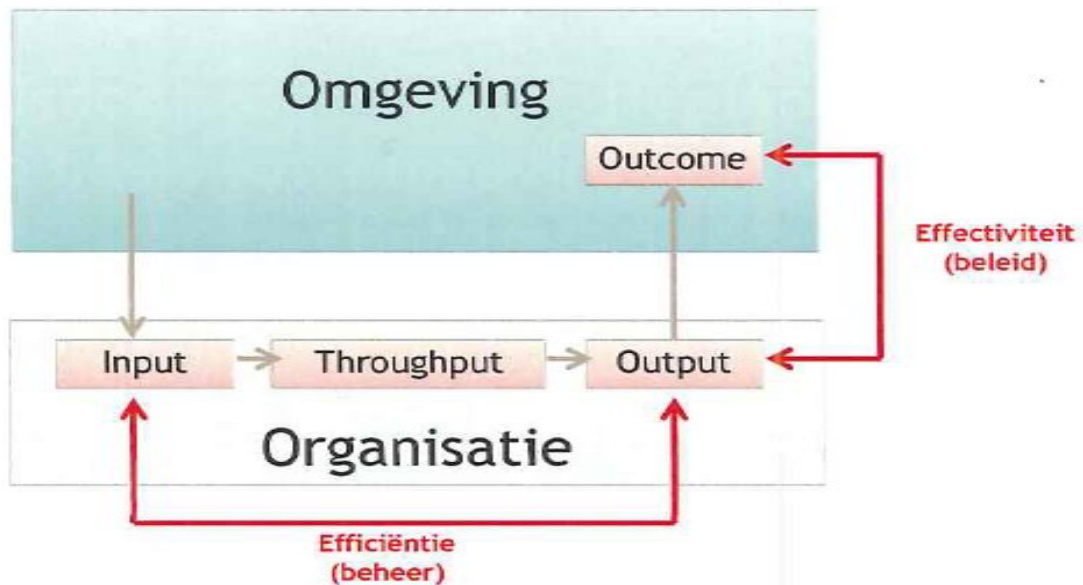 Omgeving
Outcome
Effectiviteit
(beleid)
Input
Throughput
Output
Organisatie
Efficiëntie
(beheer)